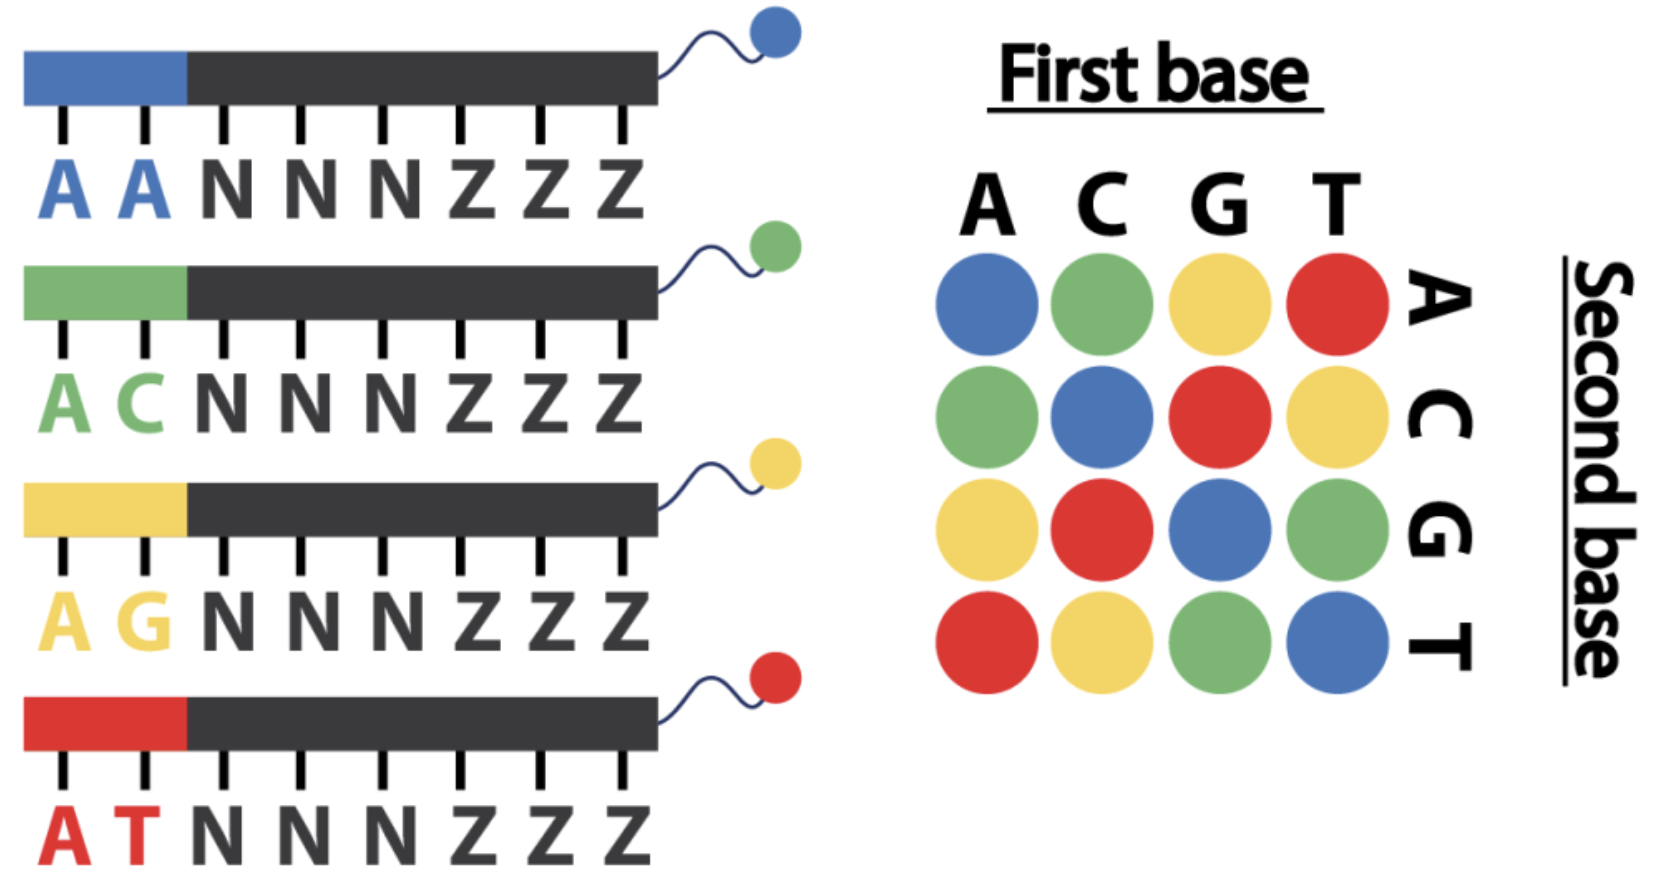 A A N N N Z Z Z
A C N N N Z Z Z
A G N N N Z Z Z
A T N N N Z Z Z
First base
A C G T
A
C
G
T
Second base